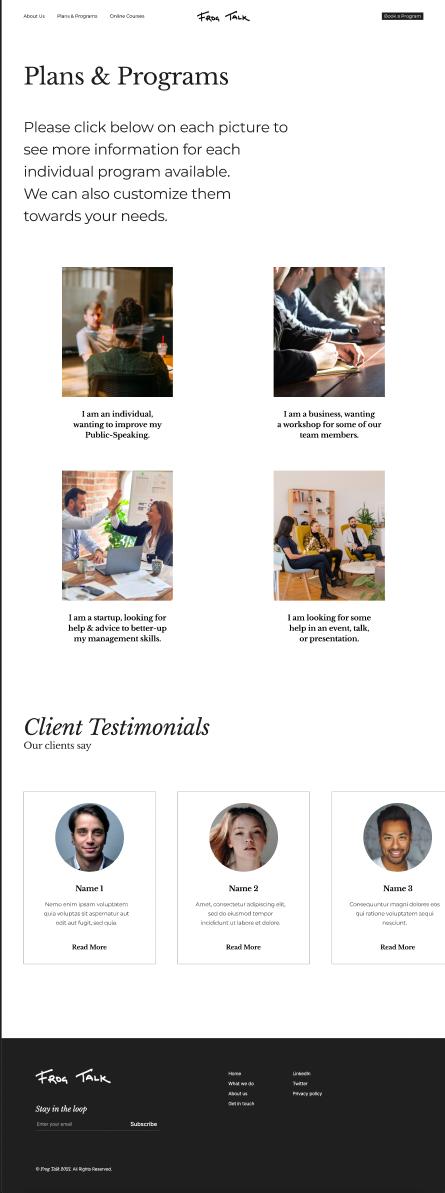 About Us Plans & Programs Online Courses FROG TALK Book a Program
Plans & Programs
Please click below on each picture to
see more information for each
individual program available.
We can also customize them
towards your needs.
I am an individual,
wanting to improve my
Public-Speaking.
I am a business, wanting
a workshop for some of our
team members.
I am a startup, looking for
help & advice to better-up
my management skills.
I am looking for some
help in an event, talk,
or presentation.
Client Testimonials
Our clients say
Name 1
Nemo enim ipsam voluptatem
quia voluptas sit aspernatur aut
odit aut fugit, sed quia.
Read More
Name 2
Amet, consectetur adipiscing elit,
sed do eiusmod tempor
incididunt ut labore et dolore.
Read More
Name 3
Consequuntur magni dolores eos
qui ratione voluptatem sequi
nesciunt.
Read More
FROG TALK
Stay in the loop
Enter your email Subscribe
Home
What we do
About us
Get in touch
LinkedIn
Twitter
Privacy policy
© Frog Talk 2022. All Rights Reserved.